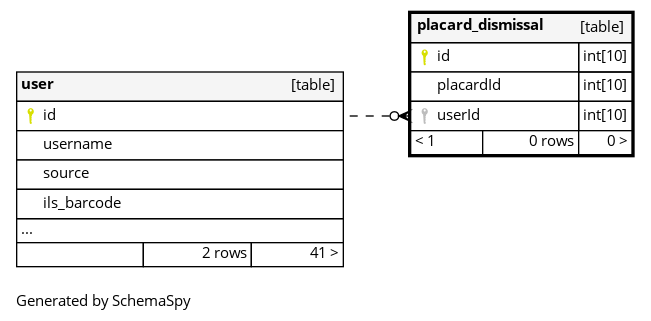 placard_dismissal [table]
id int[10]
placardId int[10]
userId int[10]
< 1 0 rows 0 >
user [table]
id
username
source
ils_barcode
...
2 rows 41 >
Generated by SchemaSpy